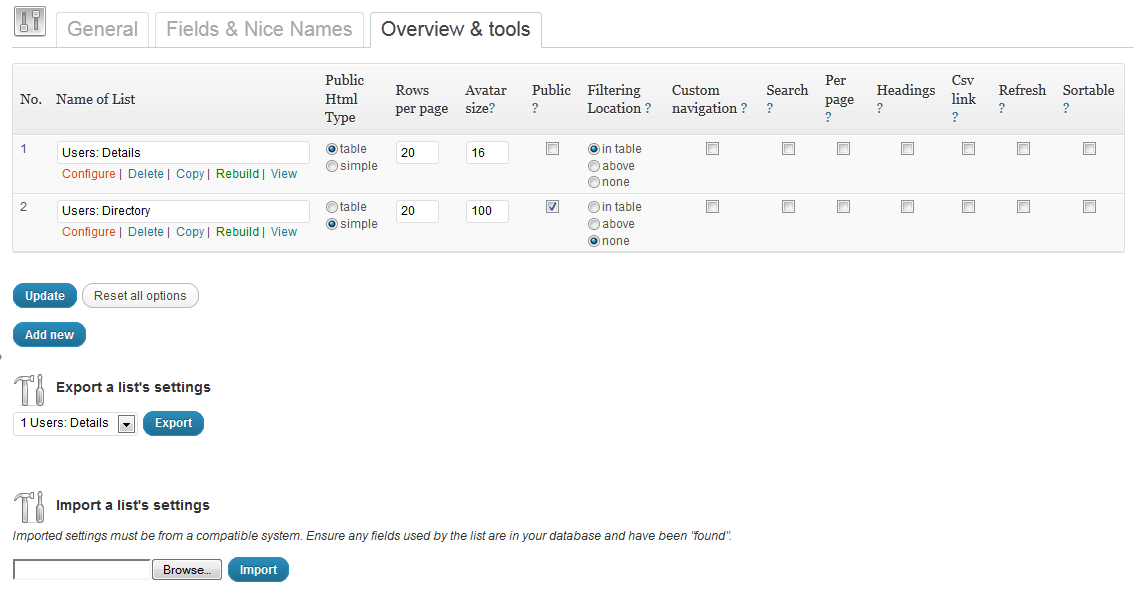 General Fields & Nice Names Overview & tools
No. Name of List Public Html Type Rows per page Avatar size? Public ? Filtering Location ? Custom navigation ? Search ? Per page ? Headings ? Csv link ? Refresh ? Sortable ?
1 Users: Details table 20 16 in table
simple above
Configure | Delete | Copy | Rebuild | View
none
2 Users: Directory table 20 100 in table
simple above
Configure | Delete | Copy | Rebuild | View
none
Update Reset all options
Add new
Export a list's settings
1 Users: Details Export
Import a list's settings
Imported settings must be from a compatible system. Ensure any fields used by the list are in your database and have been "found".
Browse... Import